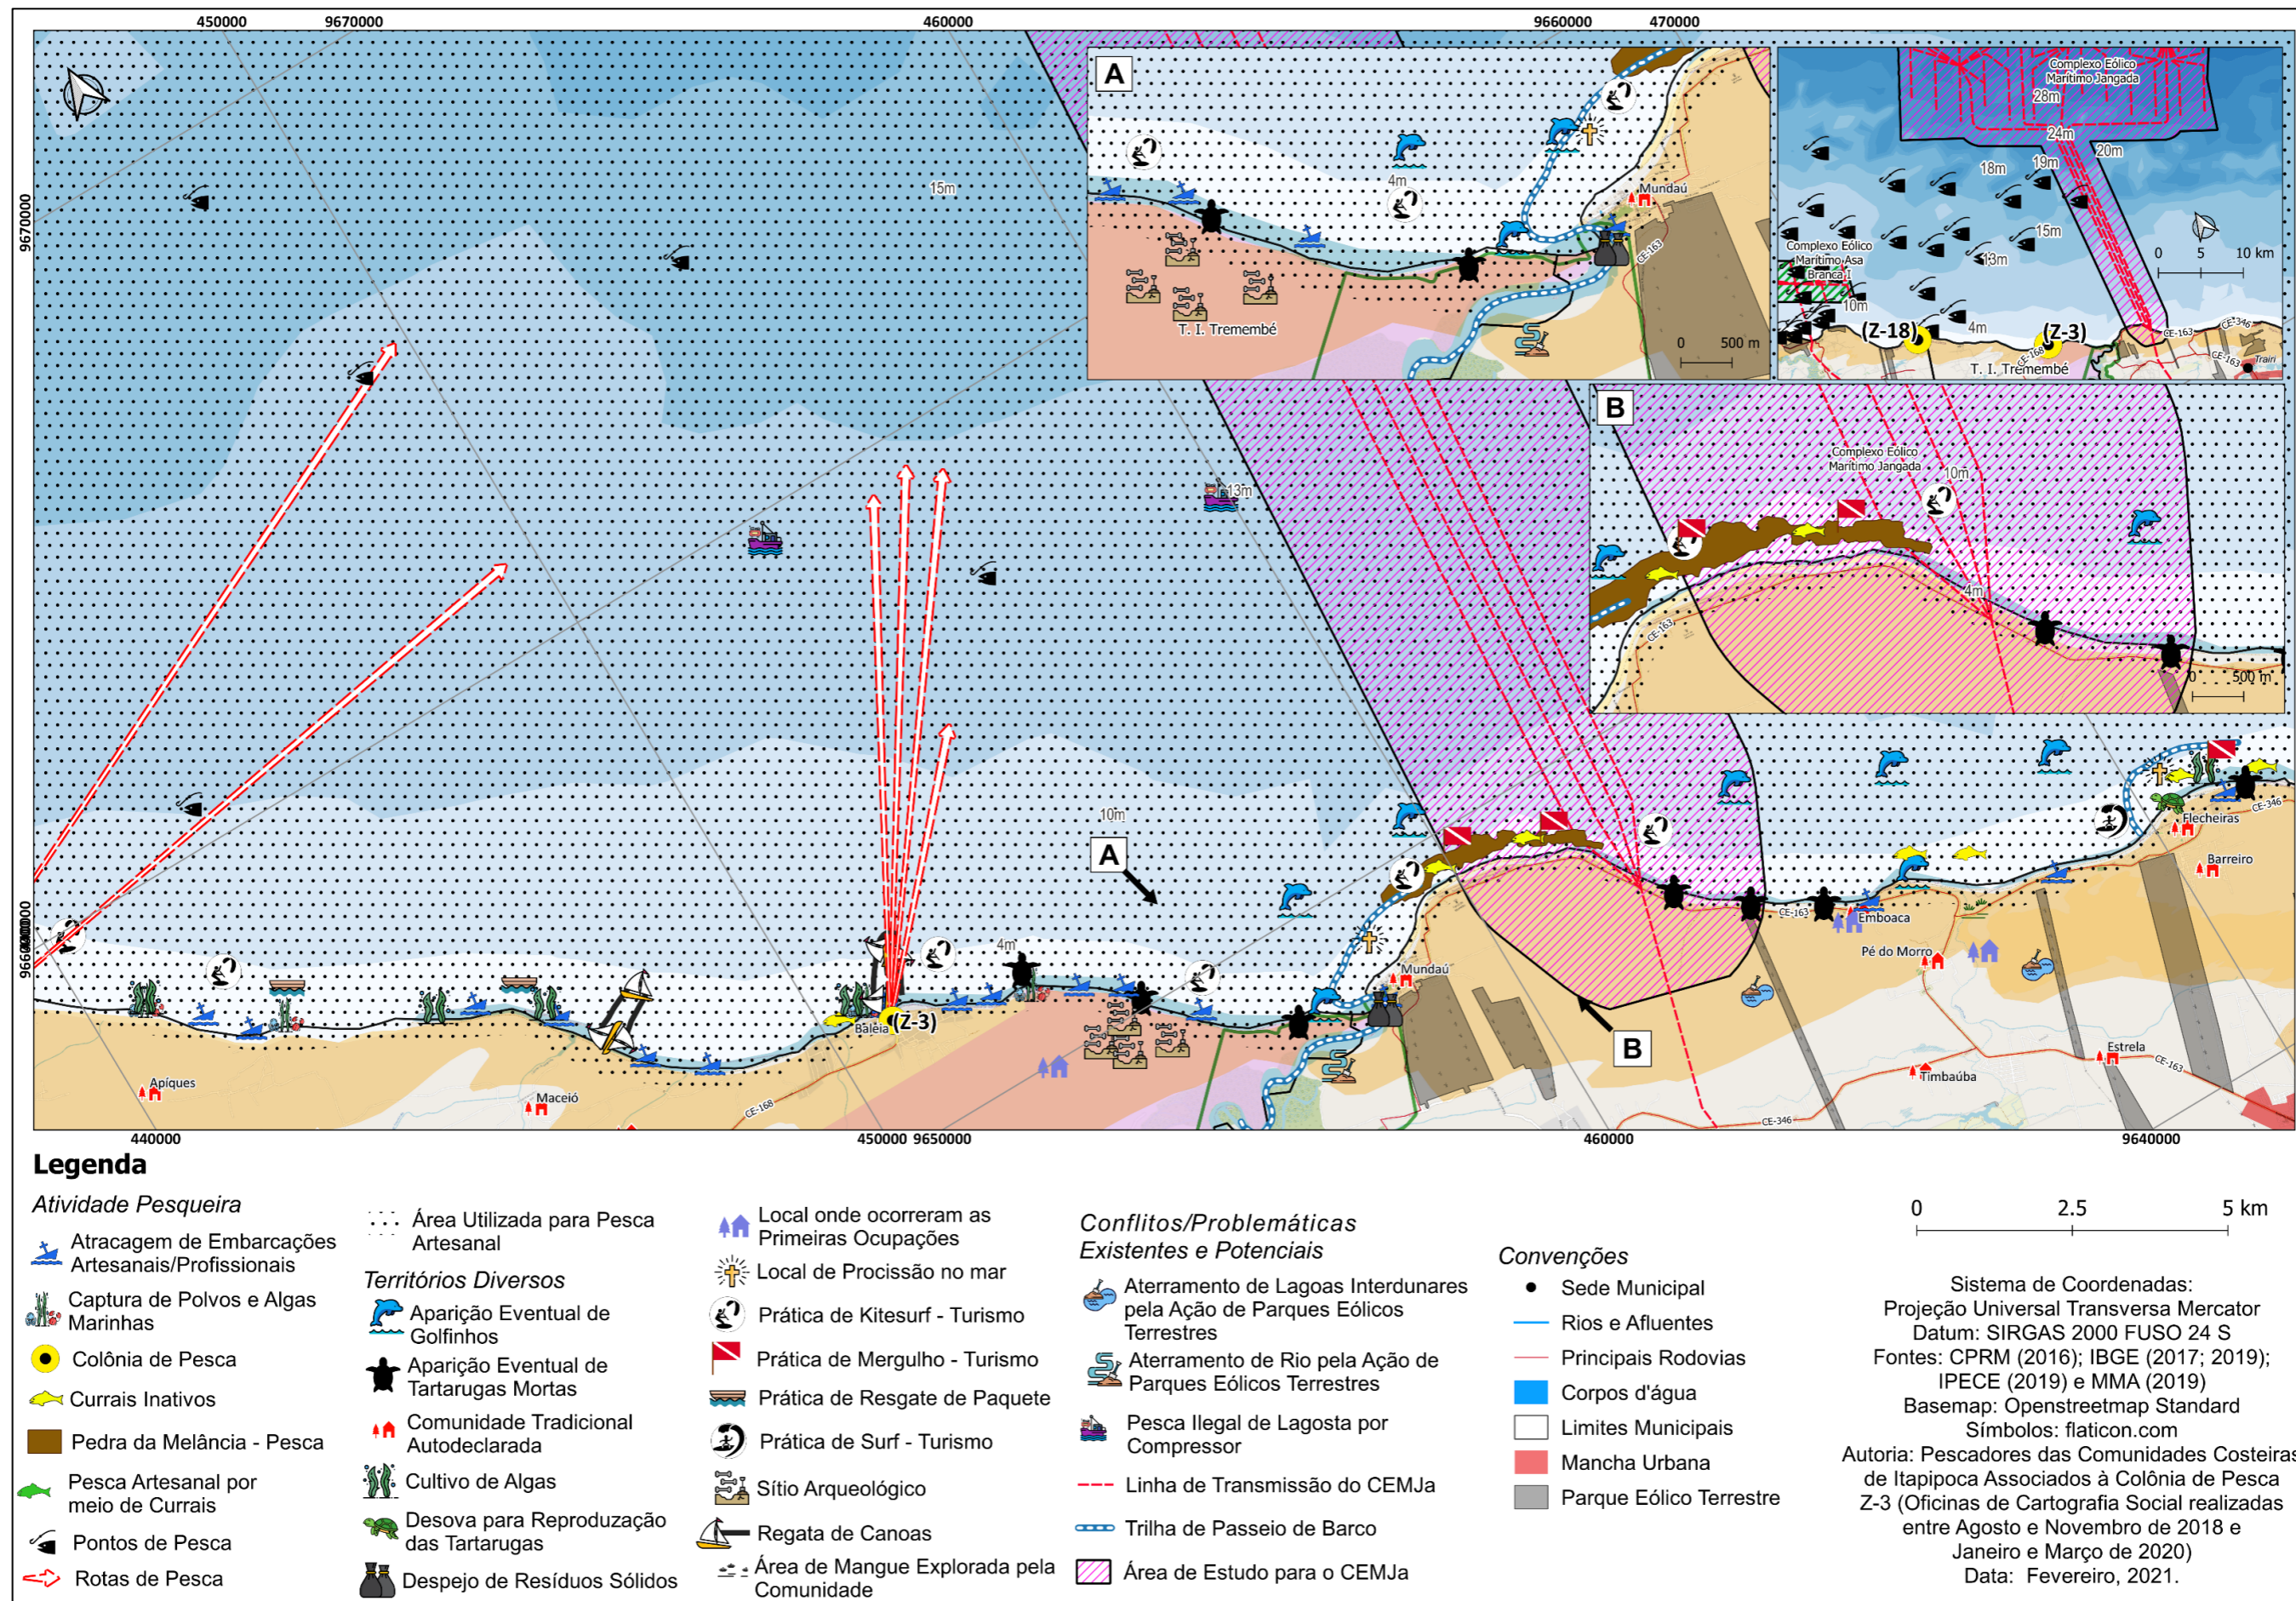 450000 9670000 460000 9660000 470000
9670000
15m
13m
10m
4m
A
B
(Z-3)
Baleia
Apíques
Maceió
CE-168
Mundaú
CE-163
Emboaca
Pé do Morro
Timbaúba
Estrela
CE-163
CE-346
Flecheiras
CE-346
Barreiro
A
4m
Mundaú
CE-163
T. I. Tremembé
0 500 m
Complexo Eólico
Marítimo Jangada
28m
24m
20m
19m
18m
15m
13m
Complexo Eólico
Marítimo Asa
Branca I
10m
4m
0 5 10 km
(Z-18)
(Z-3)
CE-168
T. I. Tremembé
CE-163
CE-346
CE-163
Trairi
B
Complexo Eólico
Marítimo Jangada
10m
4m
CE-163
0 500 m
440000 450000 9650000 460000 9640000
Legenda
Atividade Pesqueira
Atracagem de Embarcações
Artesanais/Profissionais
Captura de Polvos e Algas
Marinhas
Colônia de Pesca
Currais Inativos
Pedra da Melância - Pesca
Pesca Artesanal por
meio de Currais
Pontos de Pesca
Rotas de Pesca
Área Utilizada para Pesca
Artesanal
Territórios Diversos
Aparição Eventual de
Golfinhos
Aparição Eventual de
Tartarugas Mortas
Comunidade Tradicional
Autodeclarada
Cultivo de Algas
Desova para Reproduzação
das Tartarugas
Despejo de Resíduos Sólidos
Local onde ocorreram as
Primeiras Ocupações
Local de Procissão no mar
Prática de Kitesurf - Turismo
Prática de Mergulho - Turismo
Prática de Resgate de Paquete
Prática de Surf - Turismo
Sítio Arqueológico
Regata de Canoas
Área de Mangue Explorada pela
Comunidade
Conflitos/Problemáticas
Existentes e Potenciais
Aterramento de Lagoas Interdunares
pela Ação de Parques Eólicos
Terrestres
Aterramento de Rio pela Ação de
Parques Eólicos Terrestres
Pesca Ilegal de Lagosta por
Compressor
Linha de Transmissão do CEMJa
Trilha de Passeio de Barco
Área de Estudo para o CEMJa
Convenções
Sede Municipal
Rios e Afluentes
Principais Rodovias
Corpos d'água
Limites Municipais
Mancha Urbana
Parque Eólico Terrestre
0 2.5 5 km
Sistema de Coordenadas:
Projeção Universal Transversa Mercator
Datum: SIRGAS 2000 FUSO 24 S
Fontes: CPRM (2016); IBGE (2017; 2019);
IPECE (2019) e MMA (2019)
Basemap: Openstreetmap Standard
Símbolos: flaticon.com
Autoria: Pescadores das Comunidades Costeiras
de Itapipoca Associados à Colônia de Pesca
Z-3 (Oficinas de Cartografia Social realizadas
entre Agosto e Novembro de 2018 e
Janeiro e Março de 2020)
Data: Fevereiro, 2021.